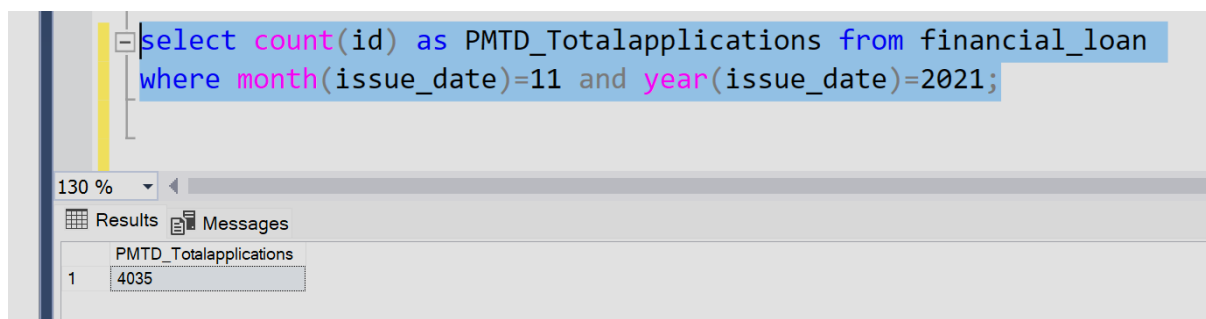 select count(id) as PMTD_Totalapplications from financial_loan
where month(issue_date)=11 and year(issue_date)=2021;
130 %
Results Messages
PMTD_Totalapplications
1 4035